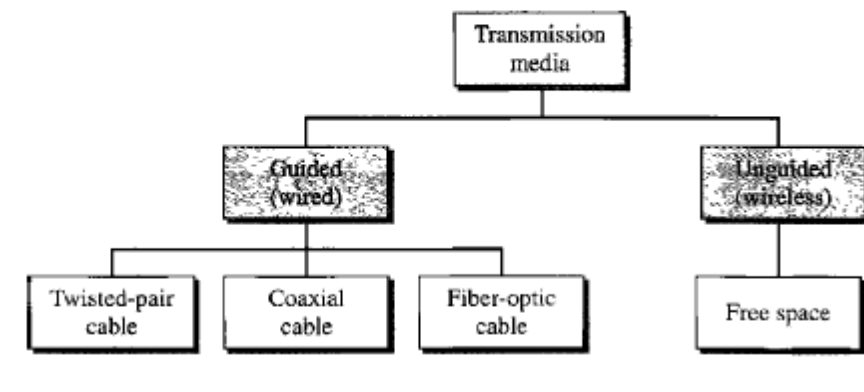 Transmission
media
Guided
(wired)
Unguided
(wireless)
Twisted-pair
cable
Coaxial
cable
Fiber-optic
cable
Free space